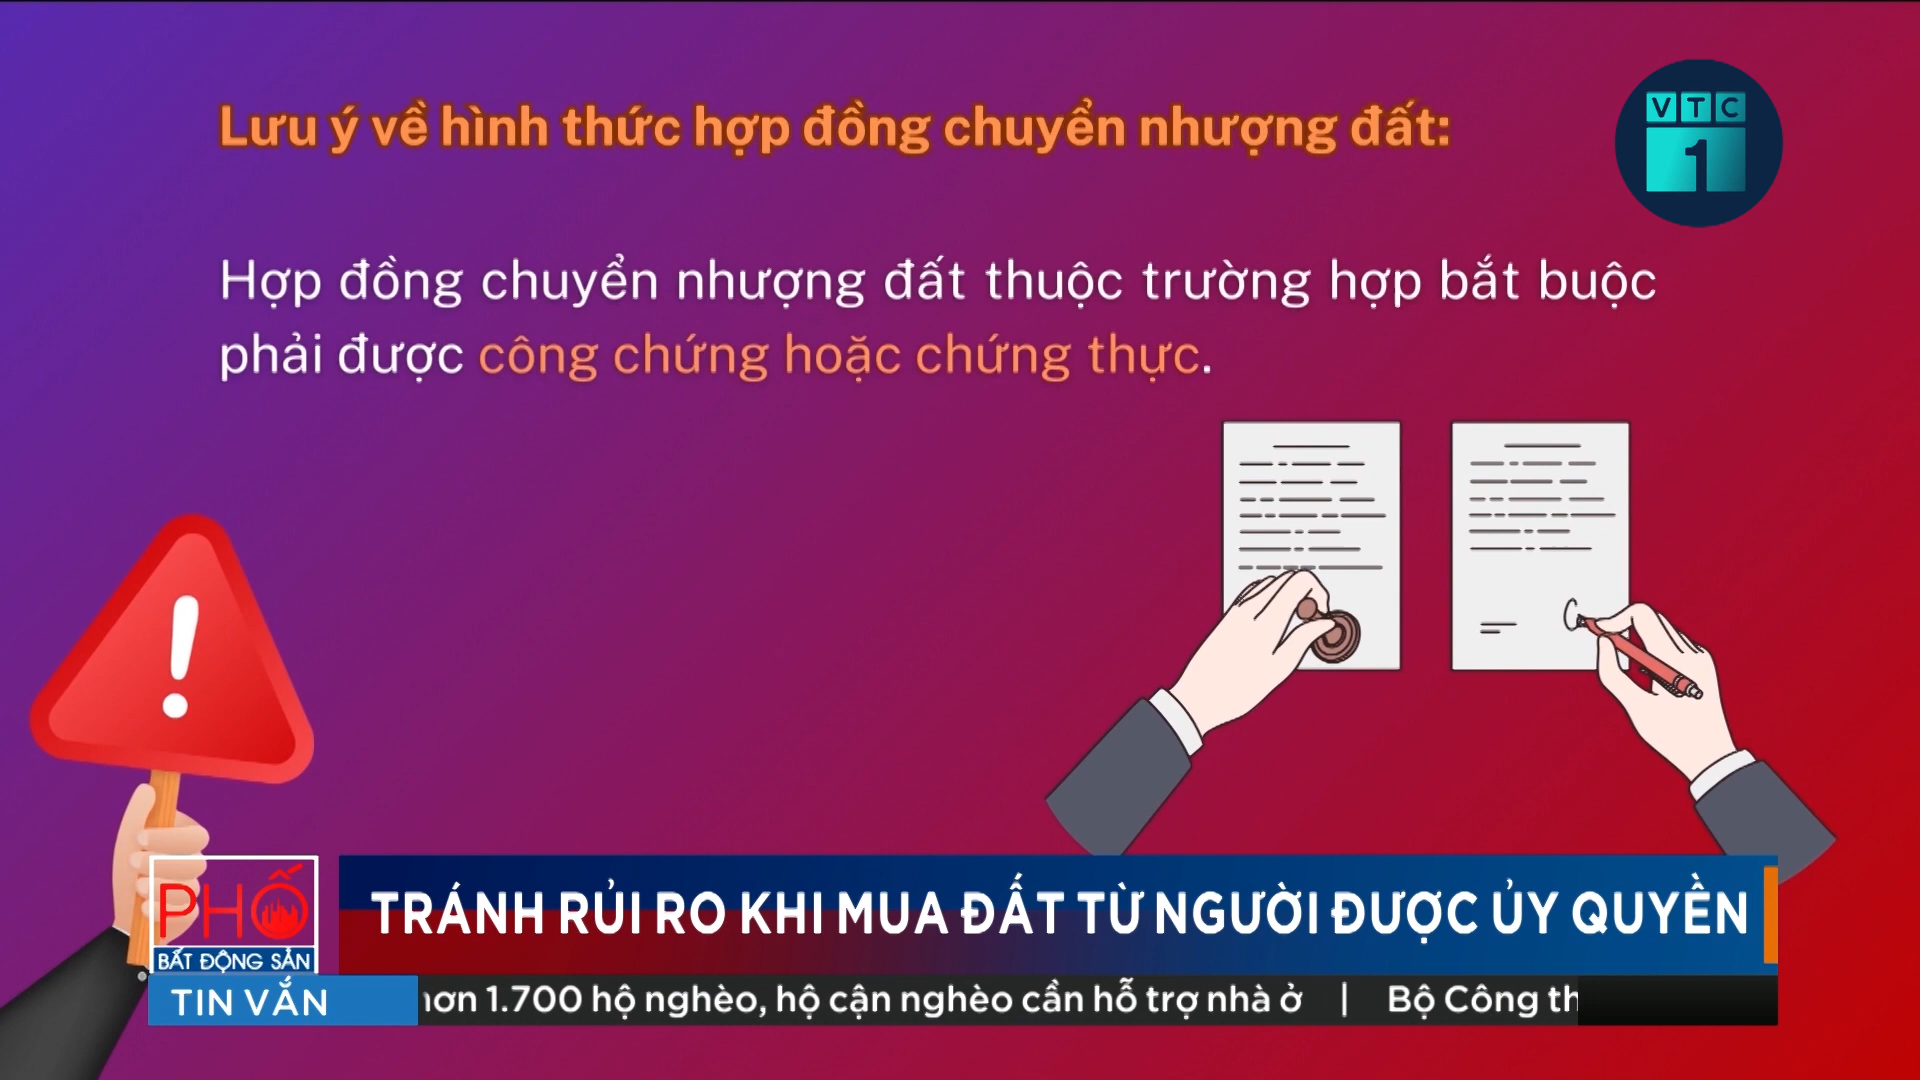 Lưu ý về hình thức hợp đồng chuyển nhượng đất:
VTC
1
Hợp đồng chuyển nhượng đất thuộc trường hợp bắt buộc
phải được công chứng hoặc chứng thực.
PHỐ
BẤT ĐỘNG SẢN
TRÁNH RỦI RO KHI MUA ĐẤT TỪ NGƯỜI ĐƯỢC ỦY QUYỀN
TIN VẮN
1.700 hộ nghèo, hộ cận nghèo cần hỗ trợ nhà ở | Bộ Công